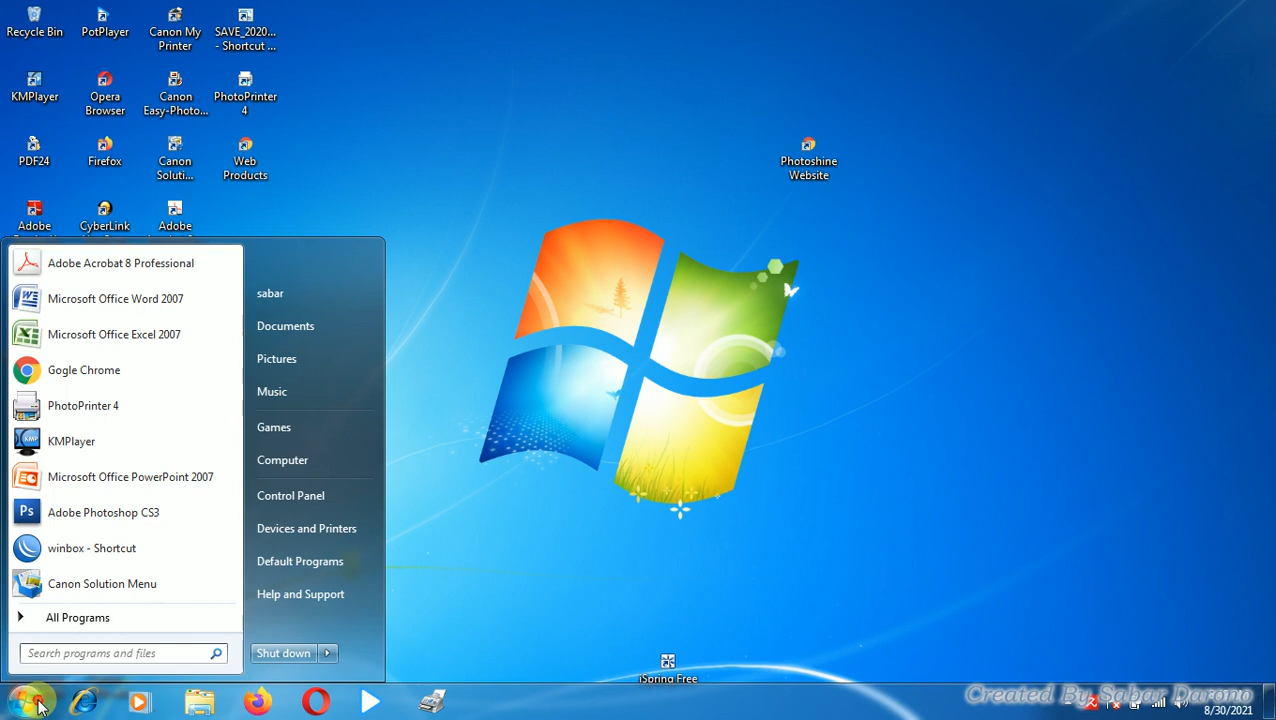 Recycle Bin
PotPlayer
Canon My
Printer
SAVE_2020...
- Shortcut ...
KMPlayer
Opera
Browser
Canon
Easy-Photo...
PhotoPrinter
4
PDF24
Firefox
Canon
Soluti...
Web
Products
Photoshine
Website
Adobe
CyberLink
Adobe
Adobe Acrobat 8 Professional
Microsoft Office Word 2007
Microsoft Office Excel 2007
Gogle Chrome
PhotoPrinter 4
KMP
KMPlayer
Microsoft Office PowerPoint 2007
Ps
Adobe Photoshop CS3
winbox - Shortcut
Canon Solution Menu
All Programs
Search programs and files
sabar
Documents
Pictures
Music
Games
Computer
Control Panel
Devices and Printers
Default Programs
Help and Support
Shut down
iSpring Free
Created By Sabar Darono
8/30/2021